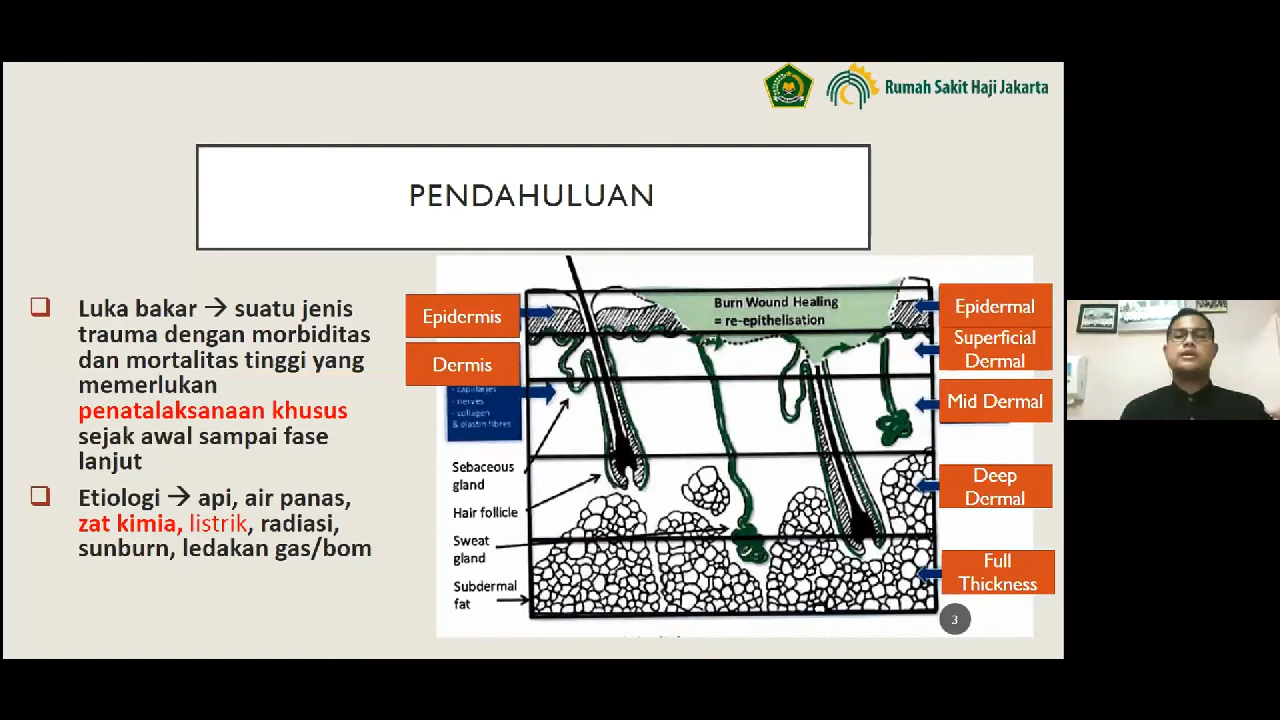 Rumah Sakit Haji Jakarta
PENDAHULUAN
❑ Luka bakar → suatu jenis
trauma dengan morbiditas
dan mortalitas tinggi yang
memerlukan
penatalaksanaan khusus
sejak awal sampai fase
lanjut
❑ Etiologi → api, air panas,
zat kimia, listrik, radiasi,
sunburn, ledakan gas/bom
Epidermis
Dermis
- capillaries
- nerves
- collagen
& elastin fibres
Sebaceous
gland
Hair follicle
Sweat
gland
Subdermal
fat
Burn Wound Healing
= re-epithelisation
Epidermal
Superficial
Dermal
Mid Dermal
Deep
Dermal
Full
Thickness
3